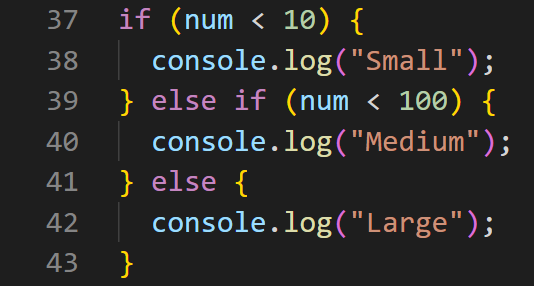 37 if (num < 10) {
38   console.log("Small");
39 } else if (num < 100) {
40   console.log("Medium");
41 } else {
42   console.log("Large");
43 }